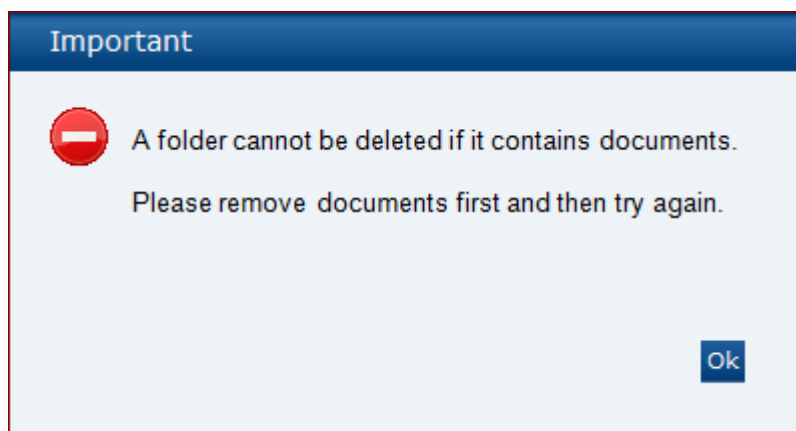 Important
A folder cannot be deleted if it contains documents.
Please remove documents first and then try again.
Ok